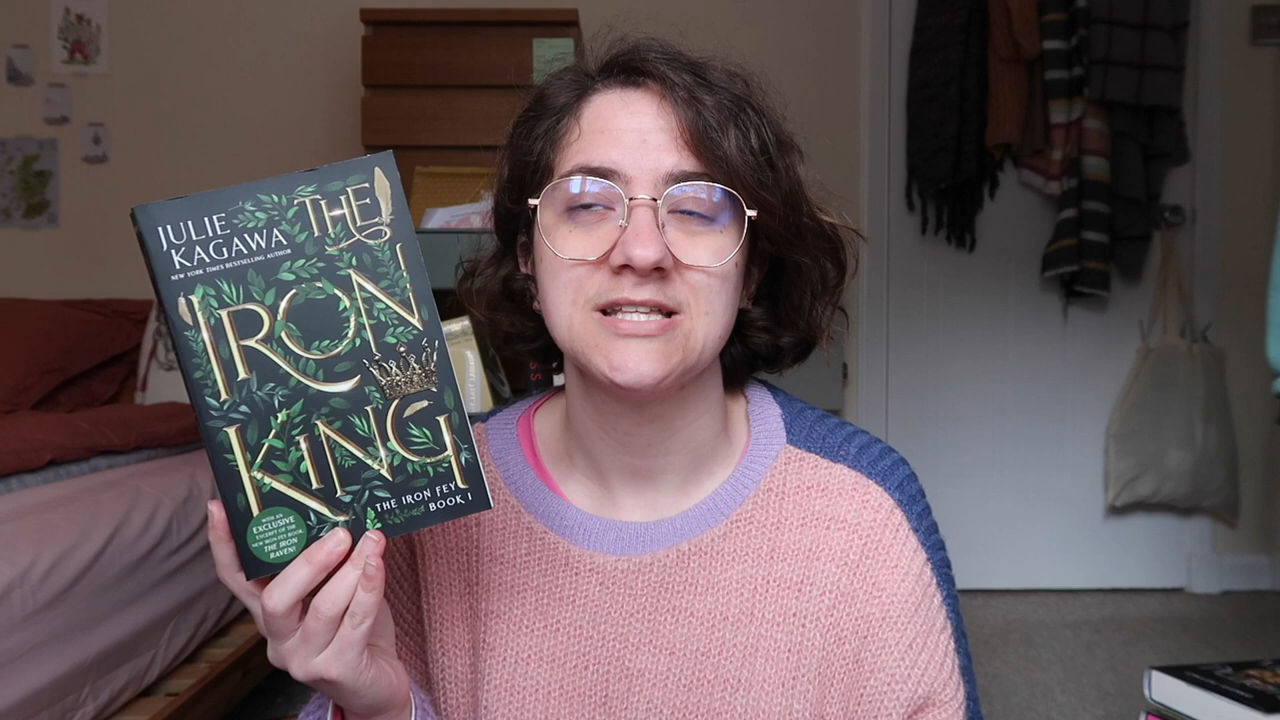 JULIE
KAGAWA
NEW YORK TIMES BESTSELLING AUTHOR
THE
IRON
KING
THE IRON FEY
BOOK 1
WITH AN
EXCLUSIVE
EXCERPT OF THE
NEW IRON FEY BOOK,
THE IRON
RAVEN!